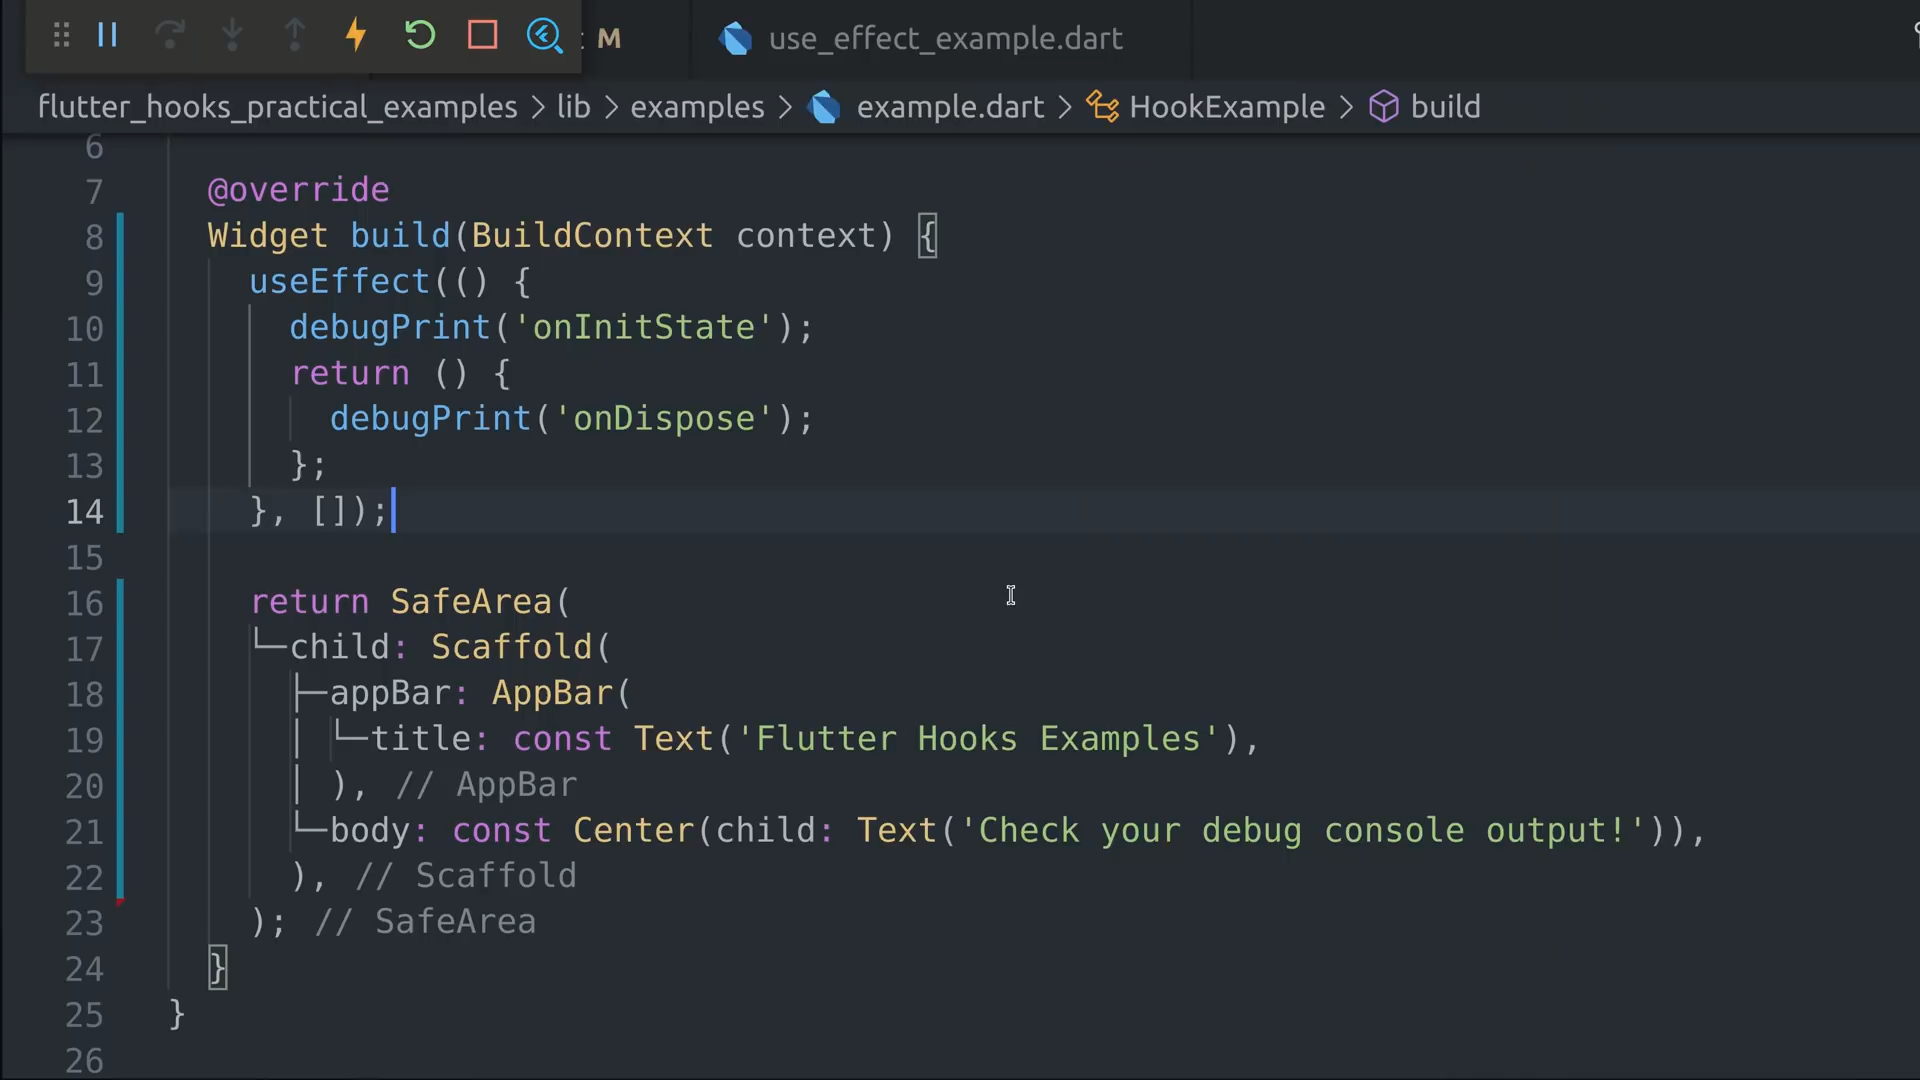 : M use_effect_example.dart
flutter_hooks_practical_examples > lib > examples > example.dart > HookExample > build
6
7 @override
8 Widget build(BuildContext context) {
9 useEffect(() {
10 debugPrint('onInitState');
11 return () {
12 debugPrint('onDispose');
13 };
14 }, []);
15
16 return SafeArea(
17 child: Scaffold(
18 appBar: AppBar(
19 title: const Text('Flutter Hooks Examples'),
20 ), // AppBar
21 body: const Center(child: Text('Check your debug console output!')),
22 ), // Scaffold
23 ); // SafeArea
24 }
25 }
26